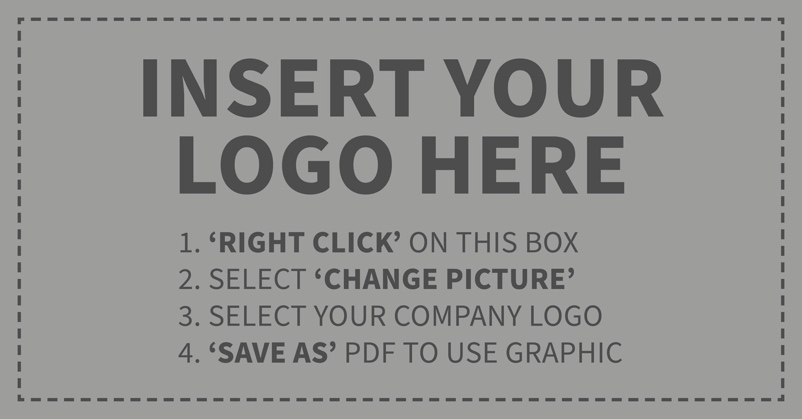 INSERT YOUR
LOGO HERE
1. ‘RIGHT CLICK’ ON THIS BOX
2. SELECT ‘CHANGE PICTURE’
3. SELECT YOUR COMPANY LOGO
4. ‘SAVE AS’ PDF TO USE GRAPHIC